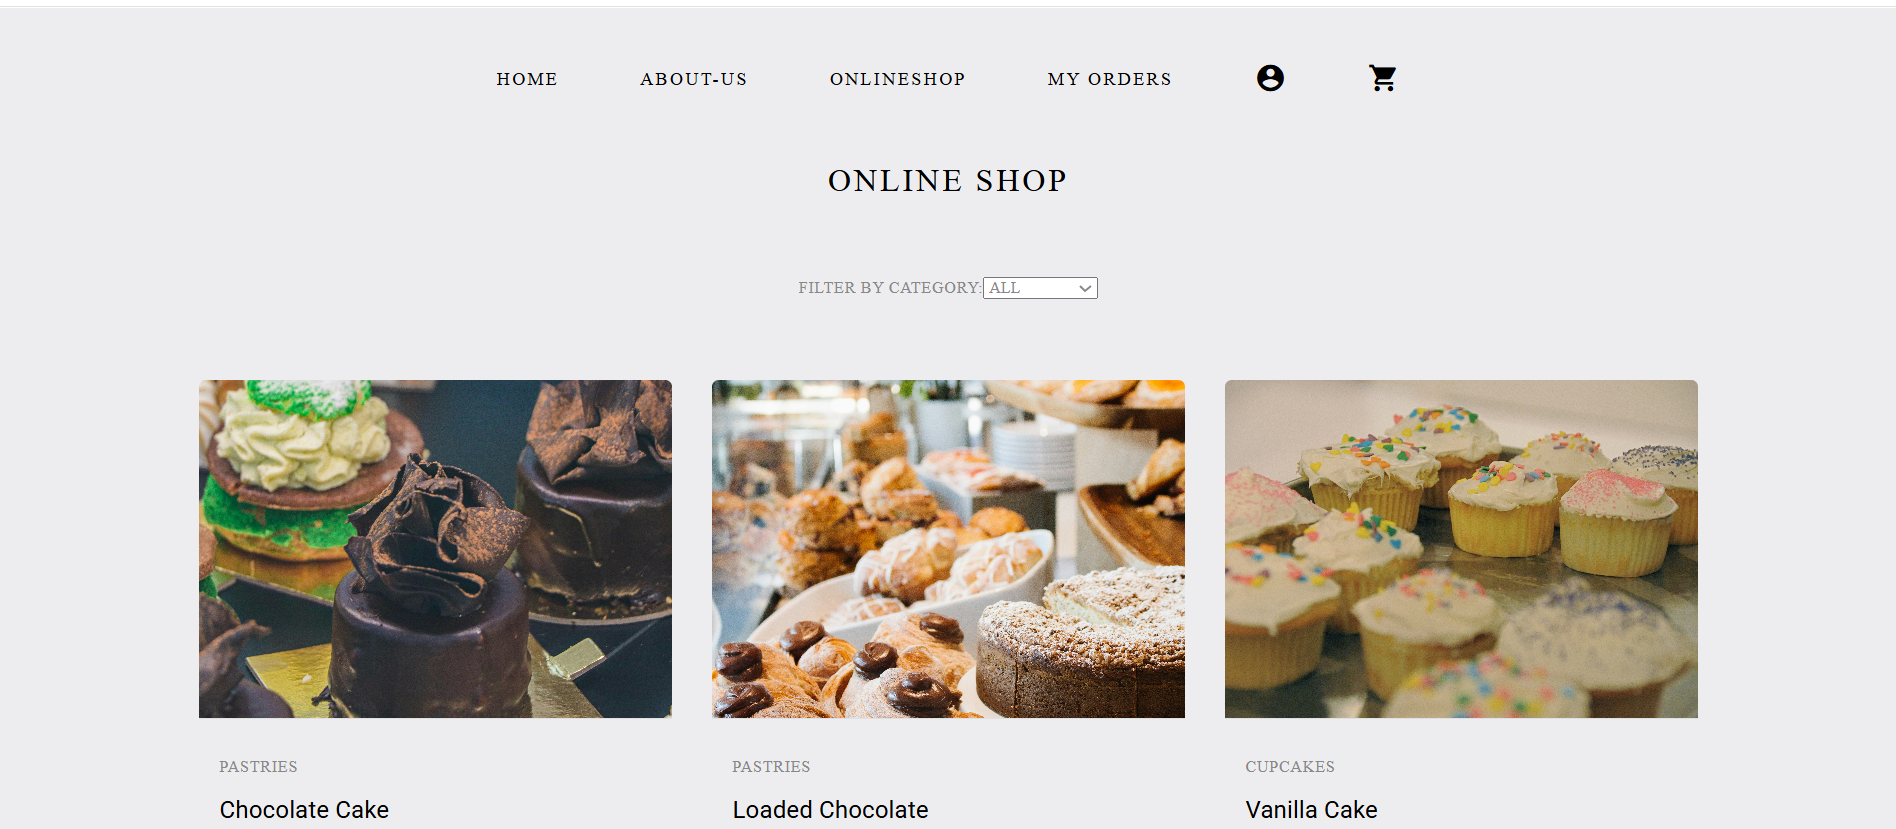 HOME ABOUT-US ONLINESHOP MY ORDERS
ONLINE SHOP
FILTER BY CATEGORY: ALL
PASTRIES PASTRIES CUPCAKES
Chocolate Cake Loaded Chocolate Vanilla Cake